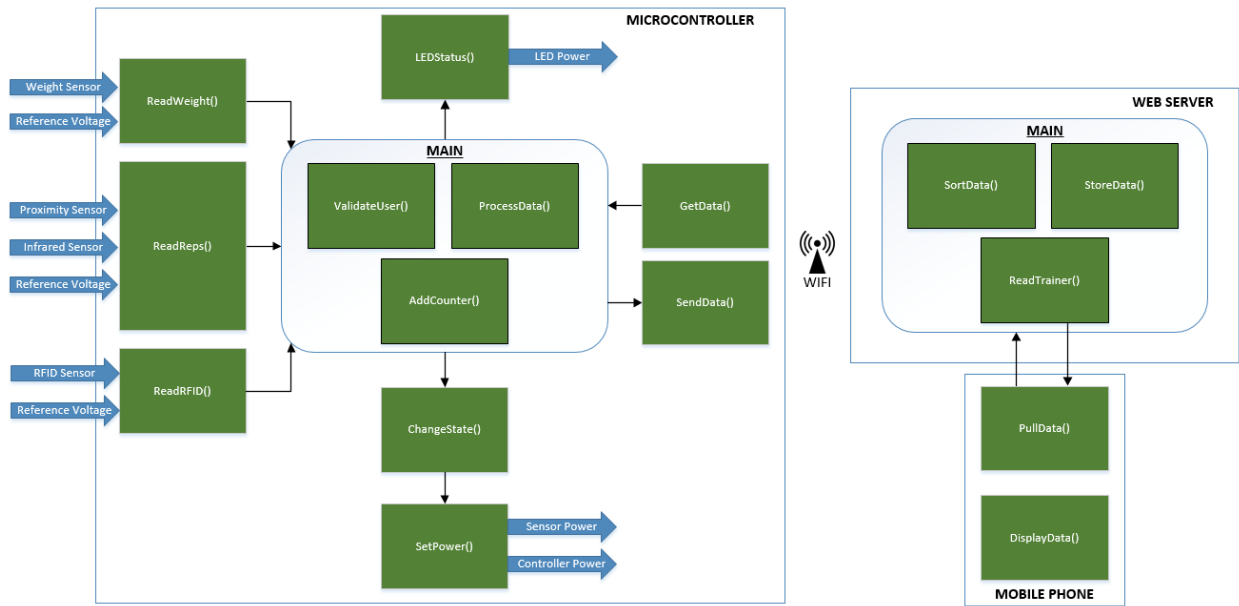 MICROCONTROLLER
LEDStatus()
LED Power
Weight Sensor
ReadWeight()
Reference Voltage
MAIN
ValidateUser()
ProcessData()
AddCounter()
Proximity Sensor
Infrared Sensor
Reference Voltage
ReadReps()
RFID Sensor
Reference Voltage
ReadRFID()
GetData()
SendData()
ChangeState()
SetPower()
Sensor Power
Controller Power
WIFI
WEB SERVER
MAIN
SortData()
StoreData()
ReadTrainer()
PullData()
DisplayData()
MOBILE PHONE